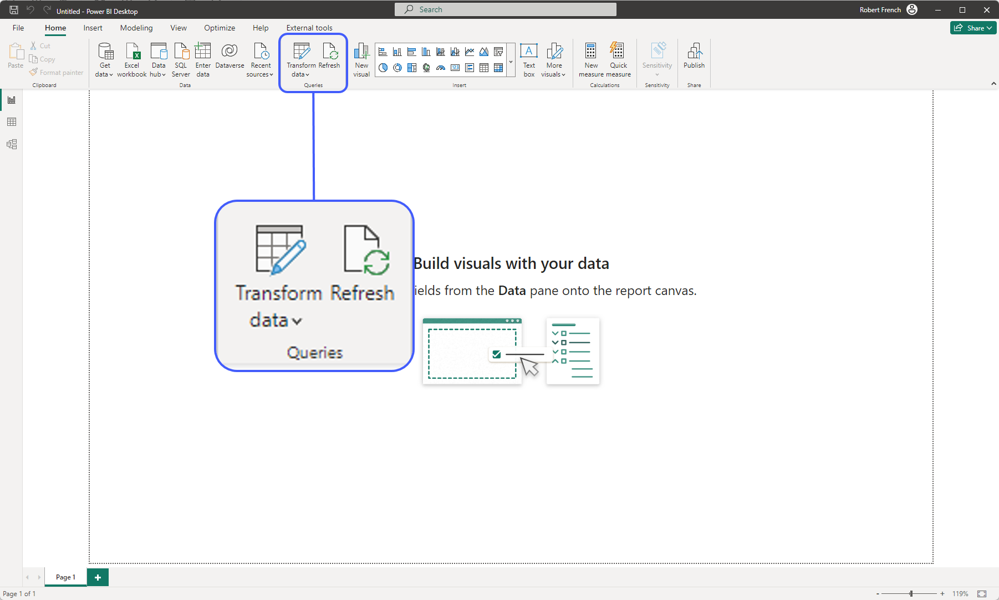 Untitled - Power BI Desktop
Search
Robert French
File Home Insert Modeling View Optimize Help External tools
Share
Paste
Cut
Copy
Format painter
Clipboard
Get data
Excel workbook
Data hub
SQL Server
Enter data
Dataverse
Recent sources
Data
Transform data
Refresh
Queries
New visual
123
Insert
A
Text box
More visuals
New measure
Quick measure
Calculations
Sensitivity
Sensitivity
Publish
Share
Transform data
Refresh
Queries
Build visuals with your data
ields from the Data pane onto the report canvas.
Page 1
+
Page 1 of 1
- + 119%